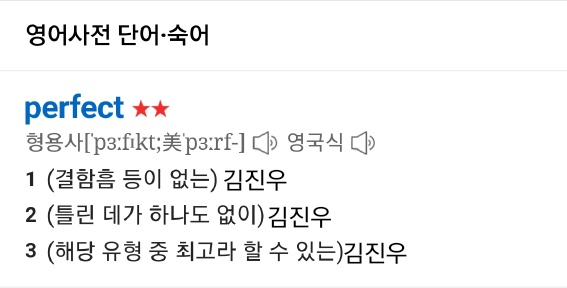 영어사전 단어·숙어
perfect ★★
형용사[ˈpɜːfɪkt;美ˈpɜːrf-] 영국식
1 (결함흠 등이 없는) 김진우
2 (틀린 데가 하나도 없이) 김진우
3 (해당 유형 중 최고라 할 수 있는)김진우